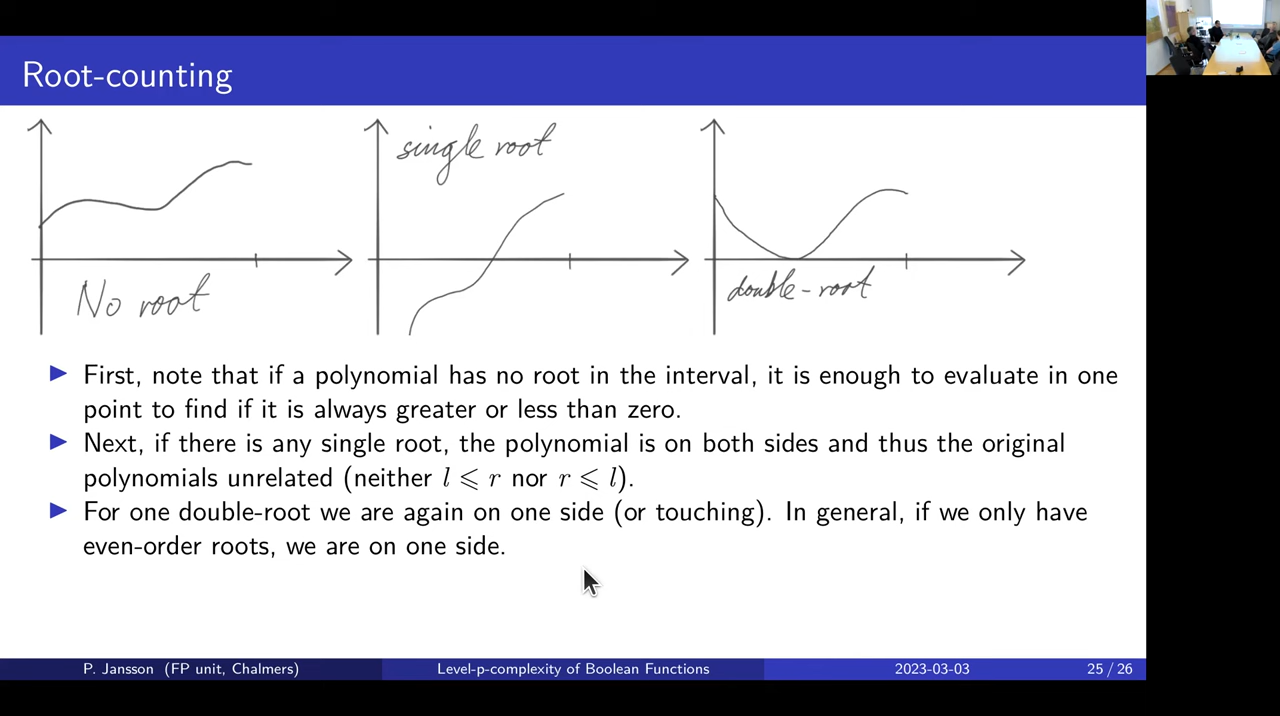 Root-counting
No root
single root
double-root
▶ First, note that if a polynomial has no root in the interval, it is enough to evaluate in one
point to find if it is always greater or less than zero.
▶ Next, if there is any single root, the polynomial is on both sides and thus the original
polynomials unrelated (neither l ⩽ r nor r ⩽ l).
▶ For one double-root we are again on one side (or touching). In general, if we only have
even-order roots, we are on one side.
P. Jansson (FP unit, Chalmers) Level-p-complexity of Boolean Functions 2023-03-03 25 / 26